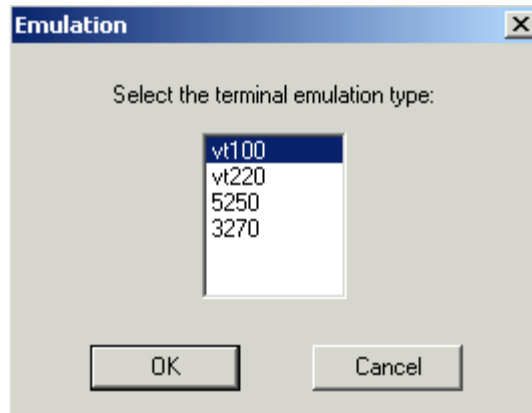 Emulation
Select the terminal emulation type:
vt100
vt220
5250
3270
OK
Cancel